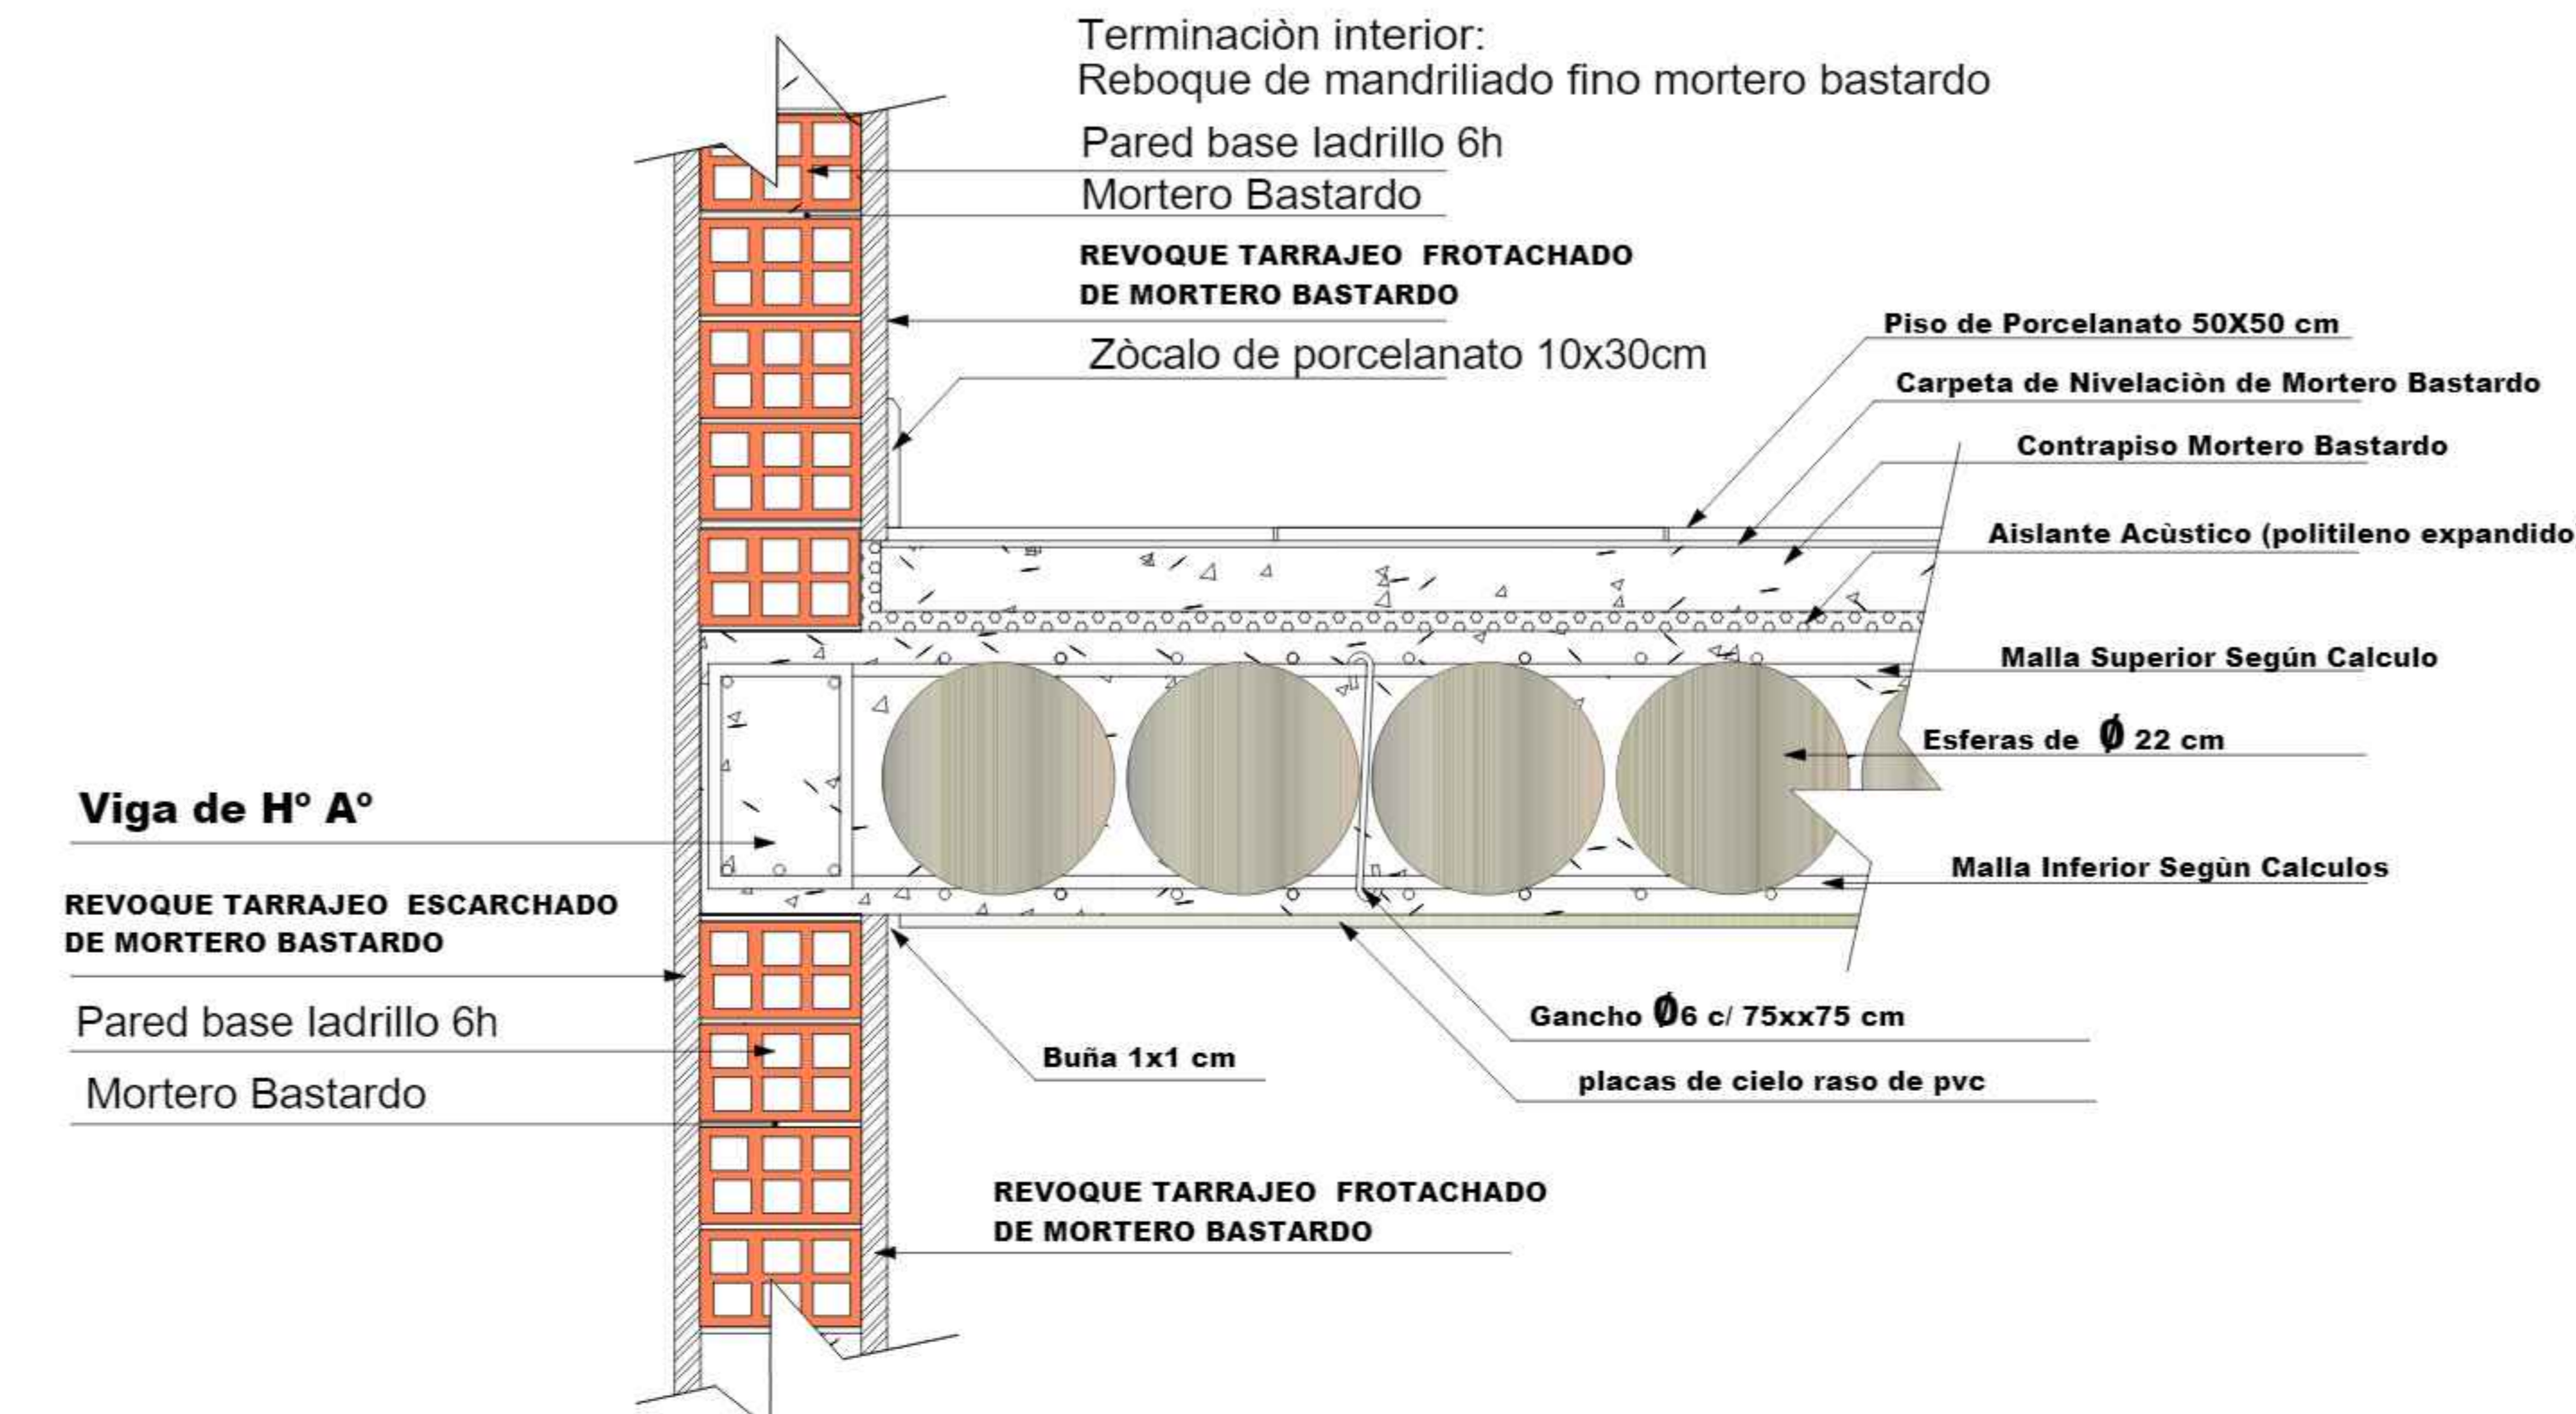 Terminaciòn interior:
Reboque de mandriliado fino mortero bastardo
Pared base ladrillo 6h
Mortero Bastardo
REVOQUE TARRAJEO FROTACHADO
DE MORTERO BASTARDO
Zòcalo de porcelanato 10x30cm
Piso de Porcelanato 50X50 cm
Carpeta de Nivelaciòn de Mortero Bastardo
Contrapiso Mortero Bastardo
Aislante Acùstico (politileno expandido
Malla Superior Según Calculo
Esferas de Ø 22 cm
Malla Inferior Segùn Calculos
Viga de Hº Aº
REVOQUE TARRAJEO ESCARCHADO
DE MORTERO BASTARDO
Pared base ladrillo 6h
Mortero Bastardo
Gancho Ø6 c/ 75xx75 cm
Buña 1x1 cm
placas de cielo raso de pvc
REVOQUE TARRAJEO FROTACHADO
DE MORTERO BASTARDO